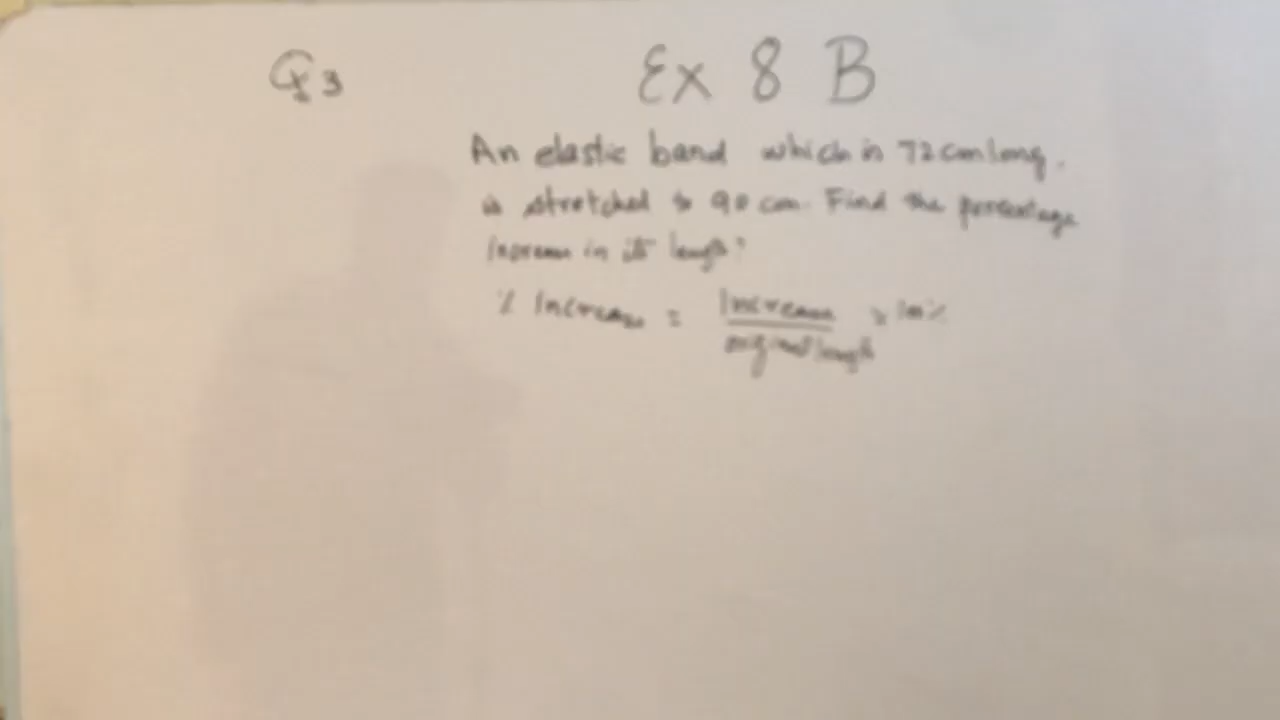 Q3
Ex 8 B
An elastic band which is 72 cm long.
is stretched to 90 cm. Find the percentage
increase in its length?
% Increase = Increase × 100%
original length